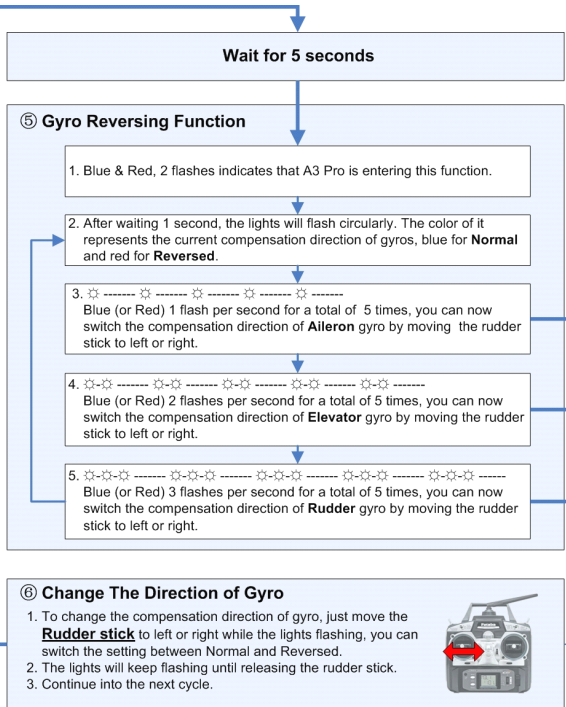 Wait for 5 seconds
⑤ Gyro Reversing Function
1. Blue & Red, 2 flashes indicates that A3 Pro is entering this function.
2. After waiting 1 second, the lights will flash circularly. The color of it
represents the current compensation direction of gyros, blue for Normal
and red for Reversed.
3. ☼ ------- ☼ ------- ☼ ------- ☼ ------- ☼ -------
Blue (or Red) 1 flash per second for a total of 5 times, you can now
switch the compensation direction of Aileron gyro by moving the rudder
stick to left or right.
4. ☼-☼ ------- ☼-☼ ------- ☼-☼ ------- ☼-☼ ------- ☼-☼ -------
Blue (or Red) 2 flashes per second for a total of 5 times, you can now
switch the compensation direction of Elevator gyro by moving the rudder
stick to left or right.
5. ☼-☼-☼ ------- ☼-☼-☼ ------- ☼-☼-☼ ------- ☼-☼-☼ ------- ☼-☼-☼ ------
Blue (or Red) 3 flashes per second for a total of 5 times, you can now
switch the compensation direction of Rudder gyro by moving the rudder
stick to left or right.
⑥ Change The Direction of Gyro
1. To change the compensation direction of gyro, just move the
Rudder stick to left or right while the lights flashing, you can
switch the setting between Normal and Reversed.
2. The lights will keep flashing until releasing the rudder stick.
3. Continue into the next cycle.
Futaba